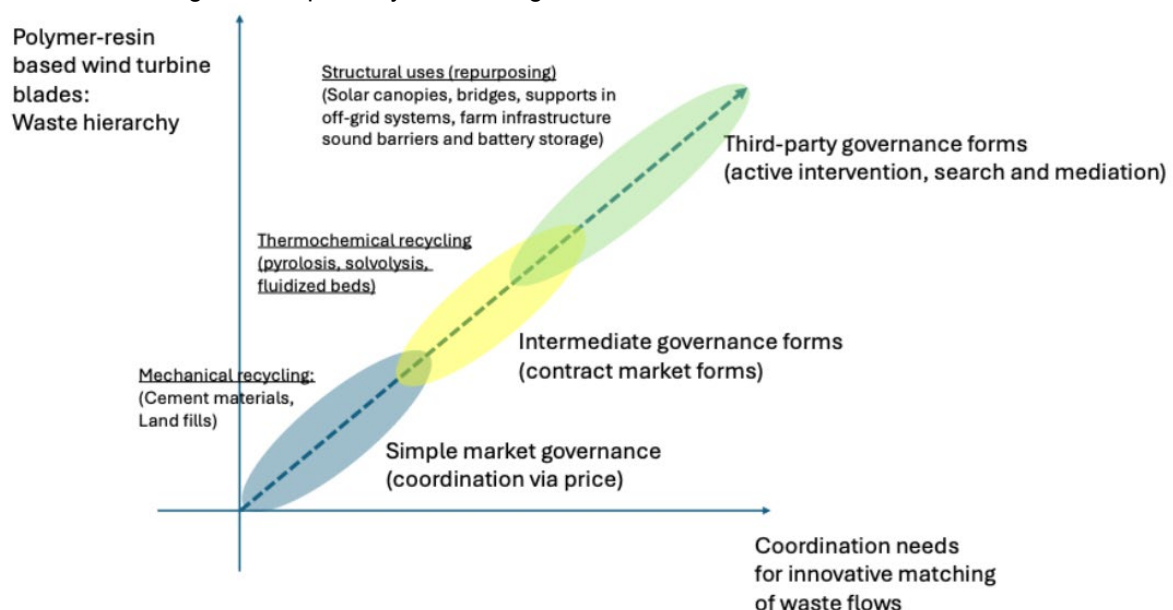 Polymer-resin
based wind turbine
blades:
Waste hierarchy
Structural uses (repurposing)
(Solar canopies, bridges, supports in
off-grid systems, farm infrastructure
sound barriers and battery storage)
Third-party governance forms
(active intervention, search and mediation)
Thermochemical recycling
(pyrolosis, solvolysis,
fluidized beds)
Intermediate governance forms
(contract market forms)
Mechanical recycling:
(Cement materials,
Land fills)
Simple market governance
(coordination via price)
Coordination needs
for innovative matching
of waste flows